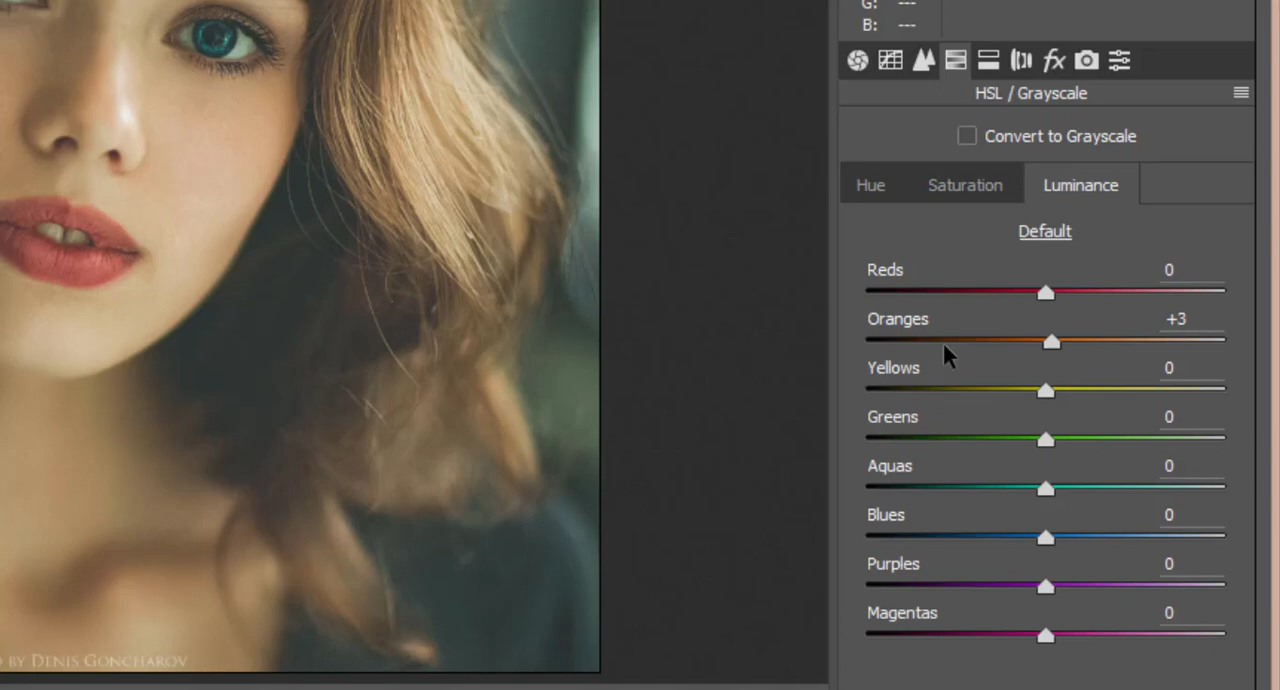 G: ---
B: ---
fx
HSL / Grayscale
Convert to Grayscale
Hue Saturation Luminance
Default
Reds 0
Oranges +3
Yellows 0
Greens 0
Aquas 0
Blues 0
Purples 0
Magentas 0
BY DENIS GONCHAROV